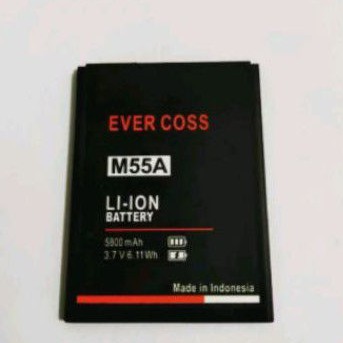 EVER COSS
M55A
LI-ION
BATTERY
5800 mAh
3.7 V 6.11Wh
Made in Indonesia